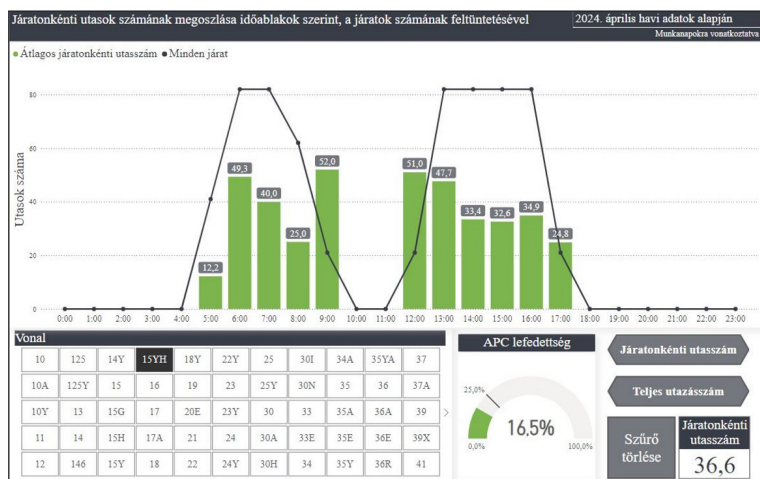 Járatonkénti utasok számának megoszlása időablakok szerint, a járatok számának feltüntetésével
2024. április havi adatok alapján
Munkanapokra vonatkoztatva
Átlagos járatonkénti utasszám Minden járat
Utasok száma
80
60
40
20
0
12,2 49,3 40,0 25,0 52,0 51,0 47,7 33,4 32,6 34,9 24,8
0:00 1:00 2:00 3:00 4:00 5:00 6:00 7:00 8:00 9:00 10:00 11:00 12:00 13:00 14:00 15:00 16:00 17:00 18:00 19:00 20:00 21:00 22:00 23:00
Vonal
10 125 14Y 15YH 18Y 22Y 25 30I 34A 35YA 37
10A 125Y 15 16 19 23 25Y 30N 35 36 37A
10Y 13 15G 17 20E 23Y 30 33 35A 36A 39
11 14 15H 17A 21 24 30A 33E 35E 36E 39X
12 146 15Y 18 22 24Y 30H 34 35Y 36R 41
APC lefedettség
25,0%
16,5%
0,0% 100,0%
Járatonkénti utasszám
Teljes utazásszám
Szűrő
törlése
Járatonkénti
utasszám
36,6